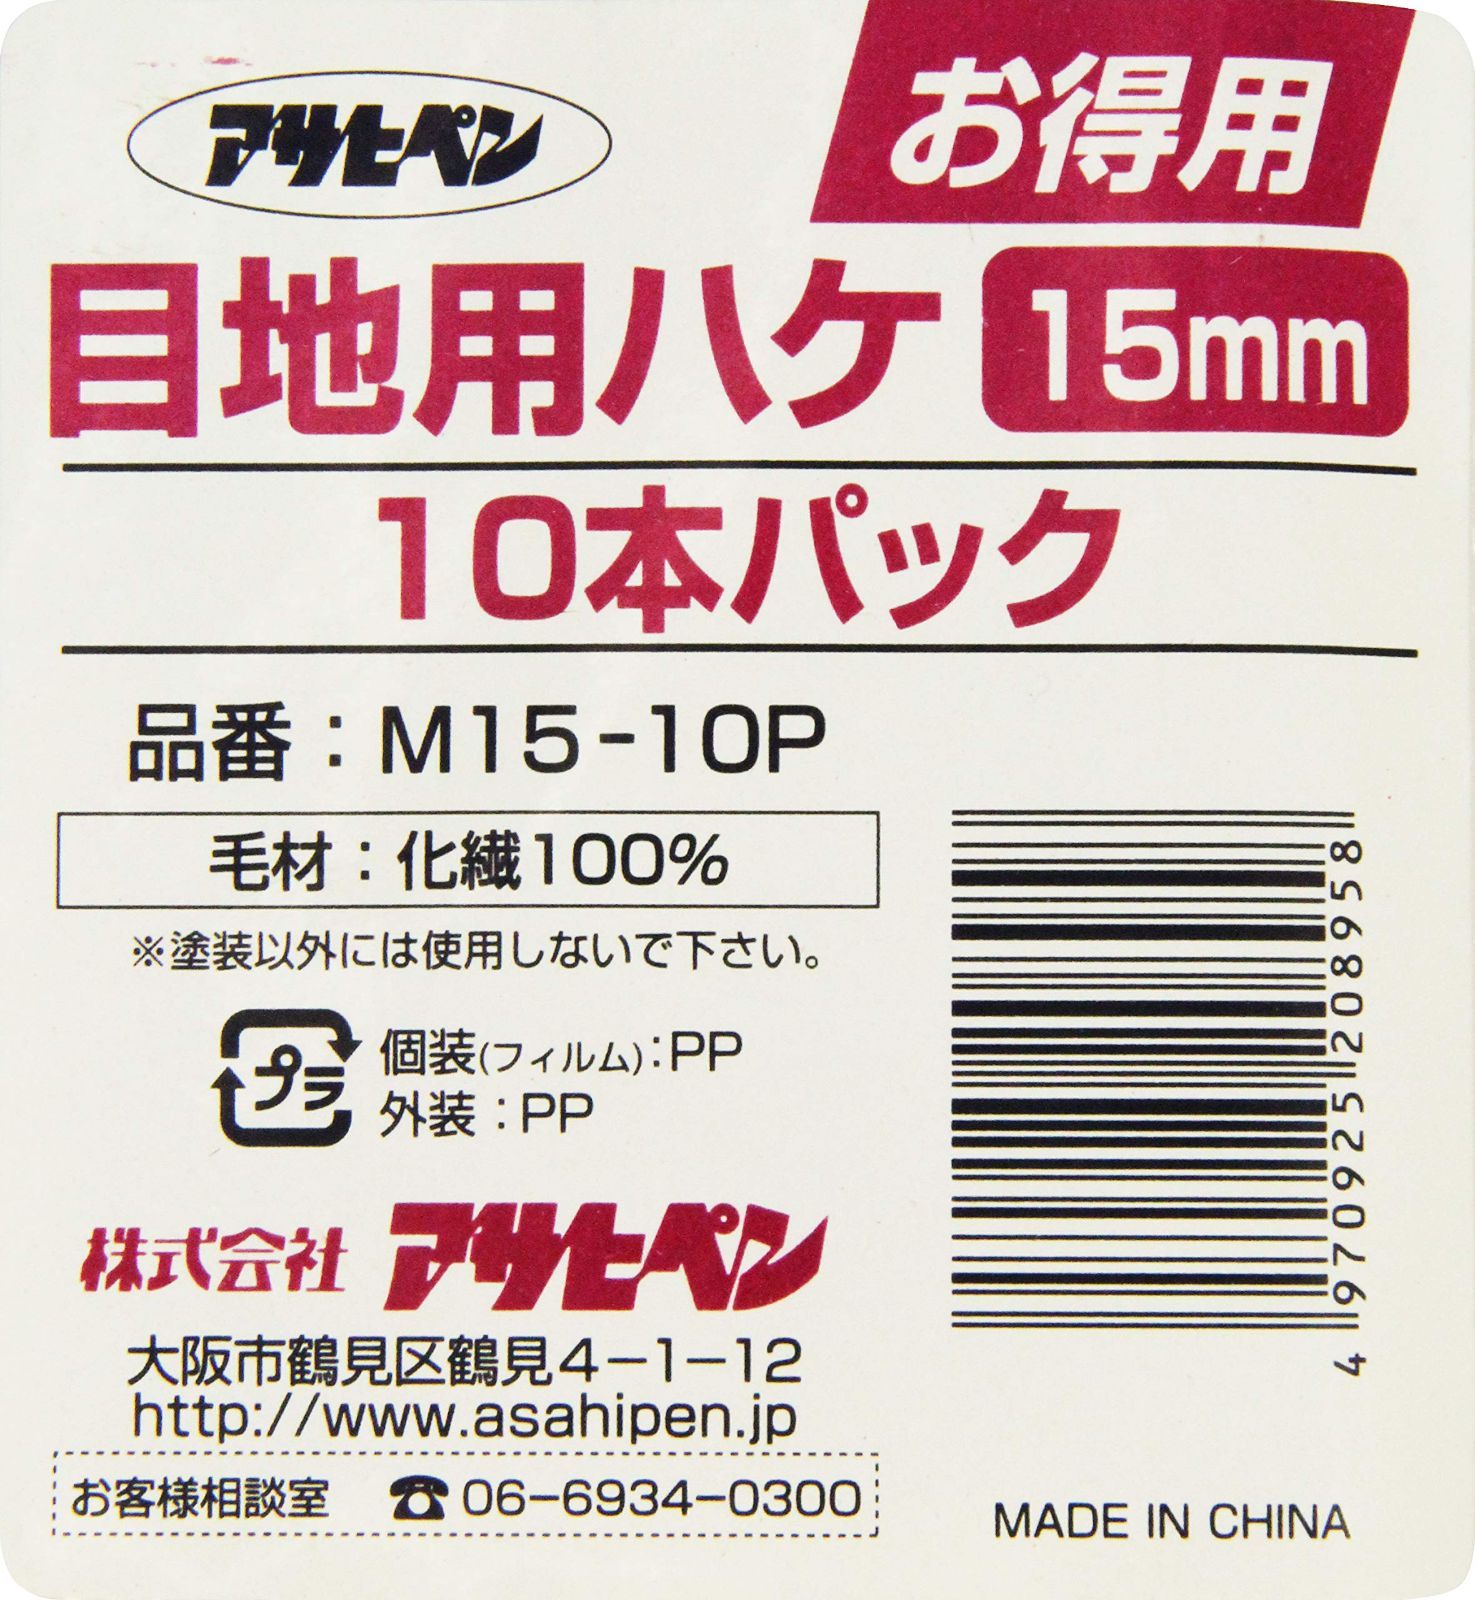 アサヒペン
お得用
目地用ハケ 15mm
10本パック
品番：M15-10P
毛材：化繊100%
※塗装以外には使用しないで下さい。
プラ
個装(フィルム)：PP
外装：PP
株式会社 アサヒペン
大阪市鶴見区鶴見4-1-12
http://www.asahipen.jp
お客様相談室 ☎06-6934-0300
4970925208958
MADE IN CHINA